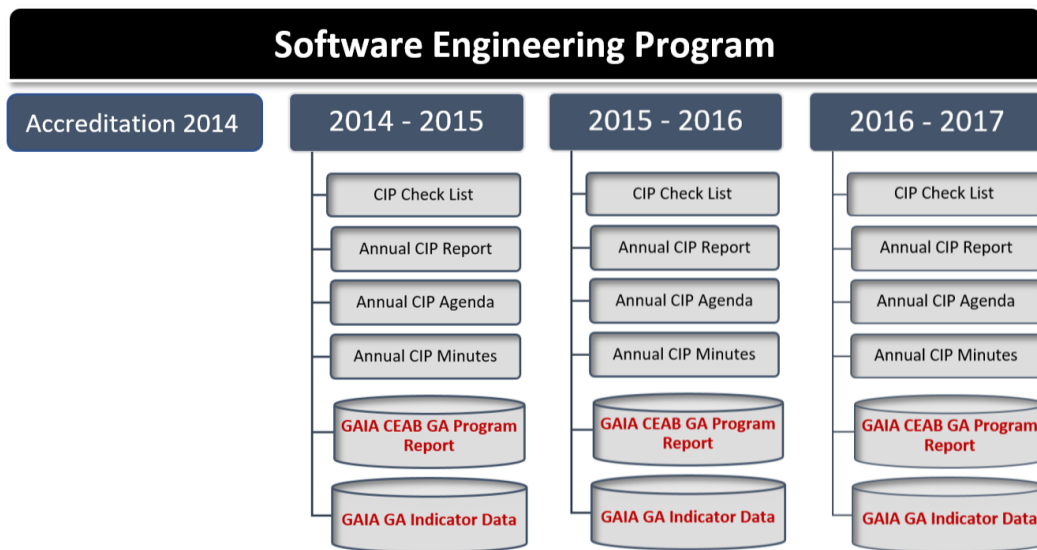 Software Engineering Program
Accreditation 2014
2014 - 2015
2015 - 2016
2016 - 2017
CIP Check List
CIP Check List
CIP Check List
Annual CIP Report
Annual CIP Report
Annual CIP Report
Annual CIP Agenda
Annual CIP Agenda
Annual CIP Agenda
Annual CIP Minutes
Annual CIP Minutes
Annual CIP Minutes
GAIA CEAB GA Program
Report
GAIA CEAB GA Program
Report
GAIA CEAB GA Program
Report
GAIA GA Indicator Data
GAIA GA Indicator Data
GAIA GA Indicator Data